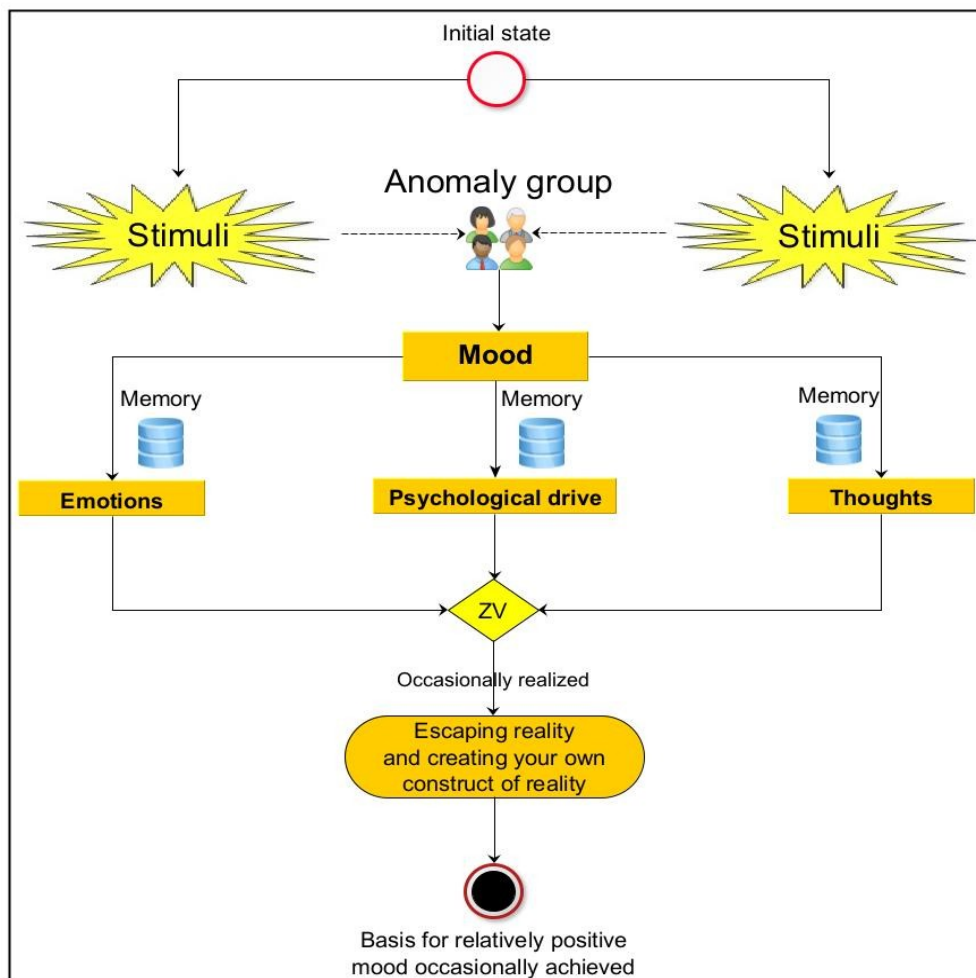 Initial state
Anomaly group
Stimuli
Stimuli
Mood
Memory
Memory
Memory
Emotions
Psychological drive
Thoughts
ZV
Occasionally realized
Escaping reality
and creating your own
construct of reality
Basis for relatively positive
mood occasionally achieved